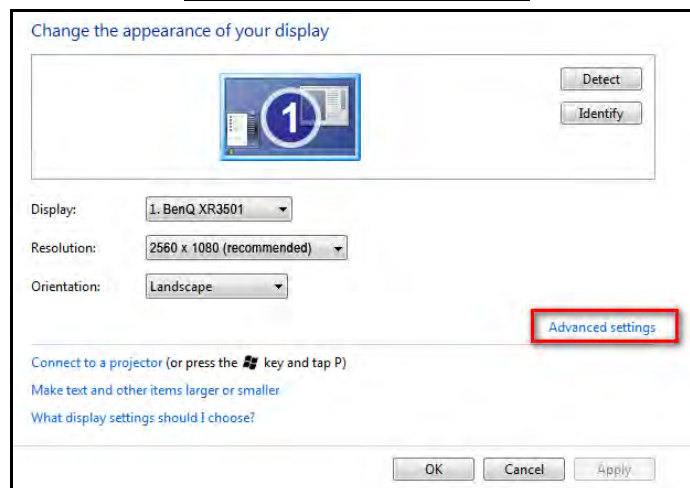 Change the appearance of your display
Detect
1
Identify
Display: 1. BenQ XR3501
Resolution: 2560 x 1080 (recommended)
Orientation: Landscape
Advanced settings
Connect to a projector (or press the key and tap P)
Make text and other items larger or smaller
What display settings should I choose?
OK Cancel Apply